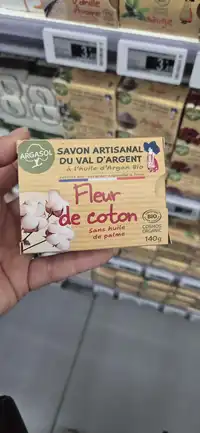 ARGASOL
SAVON ARTISANAL
DU VAL D'ARGENT
à l'Huile d'Argan Bio
Fleur
de coton
Sans huile
de palme
BIO
COSMOS
ORGANIC
140g